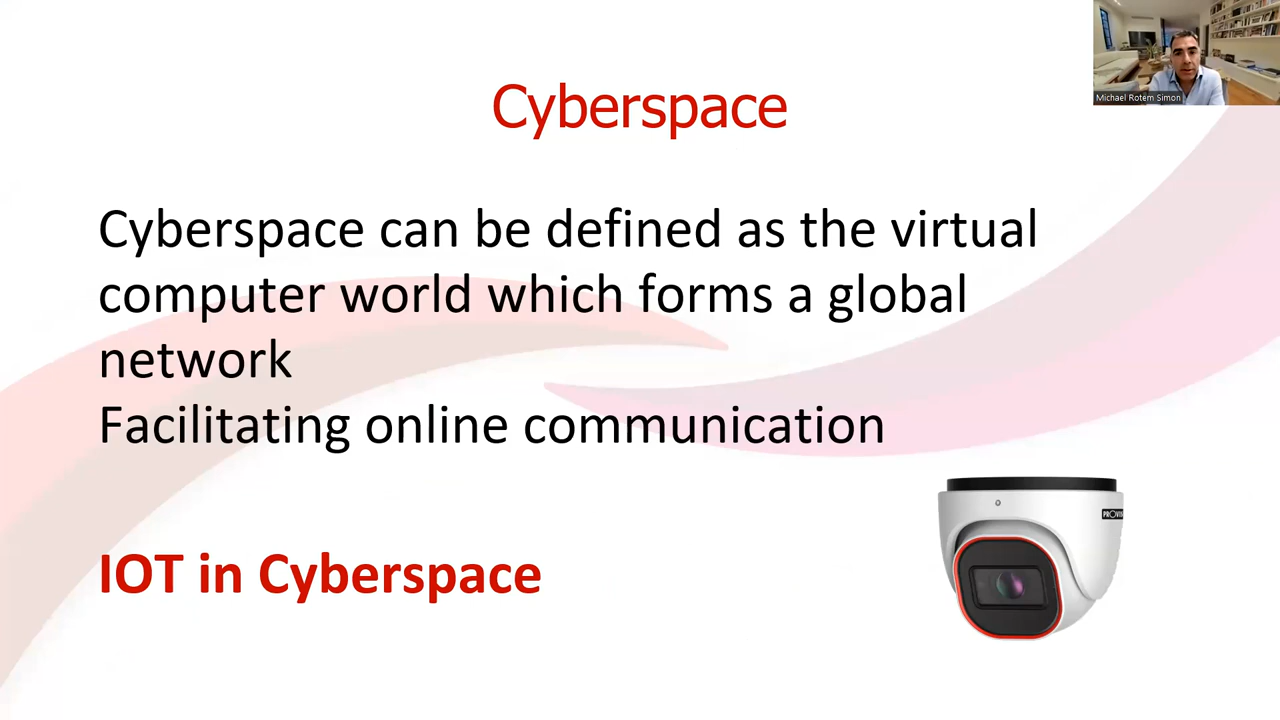 Cyberspace
Michael Rotem Simon
Cyberspace can be defined as the virtual
computer world which forms a global
network
Facilitating online communication
IOT in Cyberspace